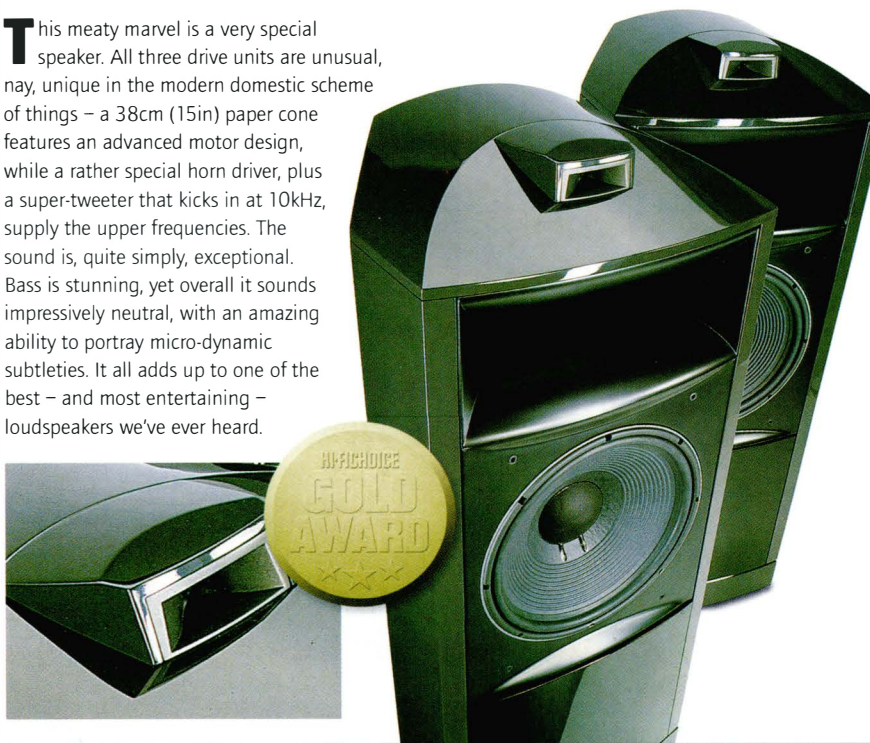 This meaty marvel is a very special
speaker. All three drive units are unusual,
nay, unique in the modern domestic scheme
of things – a 38cm (15in) paper cone
features an advanced motor design,
while a rather special horn driver, plus
a super-tweeter that kicks in at 10kHz,
supply the upper frequencies. The
sound is, quite simply, exceptional.
Bass is stunning, yet overall it sounds
impressively neutral, with an amazing
ability to portray micro-dynamic
subtleties. It all adds up to one of the
best – and most entertaining –
loudspeakers we've ever heard.
HI-FI CHOICE
GOLD
AWARD